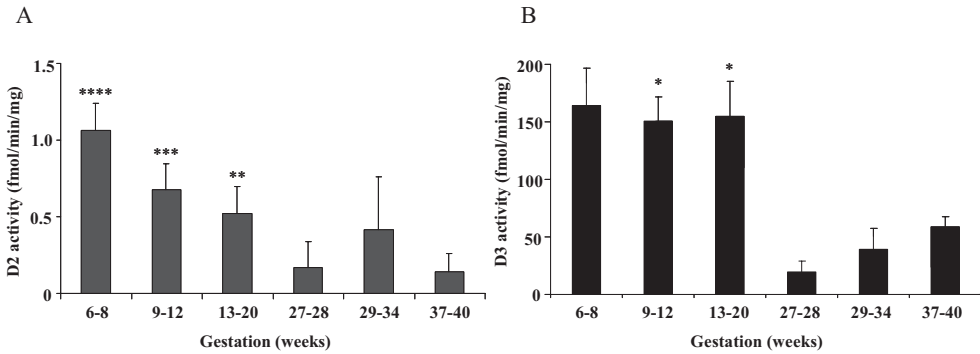 A
D2 activity (fmol/min/mg)
1.5
1.0
0.5
0
****
***
**
6-8 9-12 13-20 27-28 29-34 37-40
Gestation (weeks)
B
D3 activity (fmol/min/mg)
200
150
100
50
0
* *
6-8 9-12 13-20 27-28 29-34 37-40
Gestation (weeks)